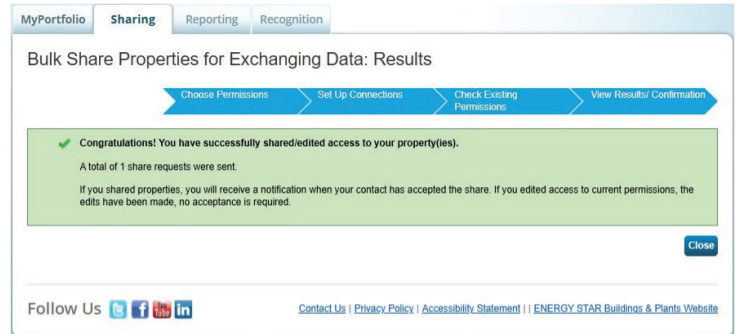 MyPortfolio Sharing Reporting Recognition
Bulk Share Properties for Exchanging Data: Results
Choose Permissions Set Up Connections Check Existing Permissions View Results/ Confirmation
Congratulations! You have successfully shared/edited access to your property(ies).
A total of 1 share requests were sent.
If you shared properties, you will receive a notification when your contact has accepted the share. If you edited access to current permissions, the
edits have been made, no acceptance is required.
Close
Follow Us You Tube in Contact Us | Privacy Policy | Accessibility Statement | | ENERGY STAR Buildings & Plants Website